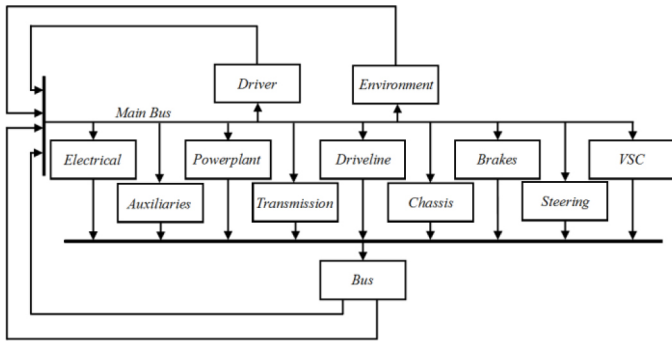 Driver
Environment
Main Bus
Electrical
Powerplant
Driveline
Brakes
VSC
Auxiliaries
Transmission
Chassis
Steering
Bus